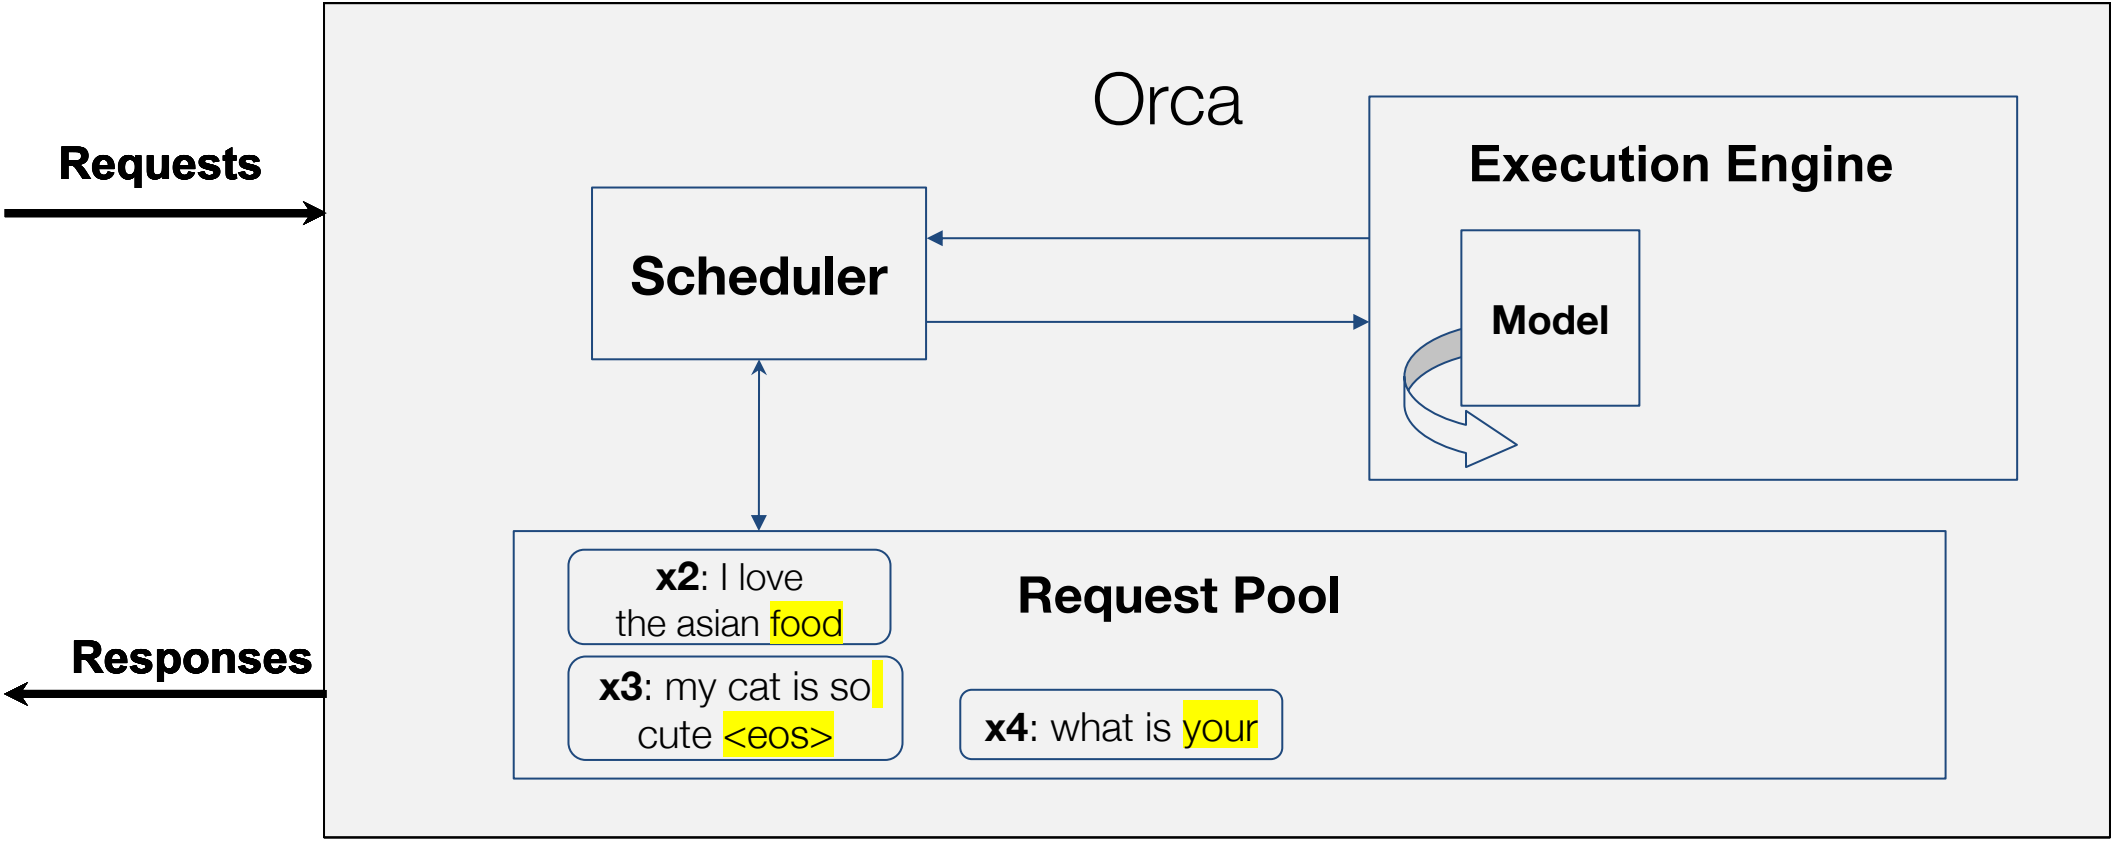 Orca
Requests
Execution Engine
Scheduler
Model
x2: I love
the asian food
Request Pool
Responses
x3: my cat is so
cute <eos>
x4: what is your